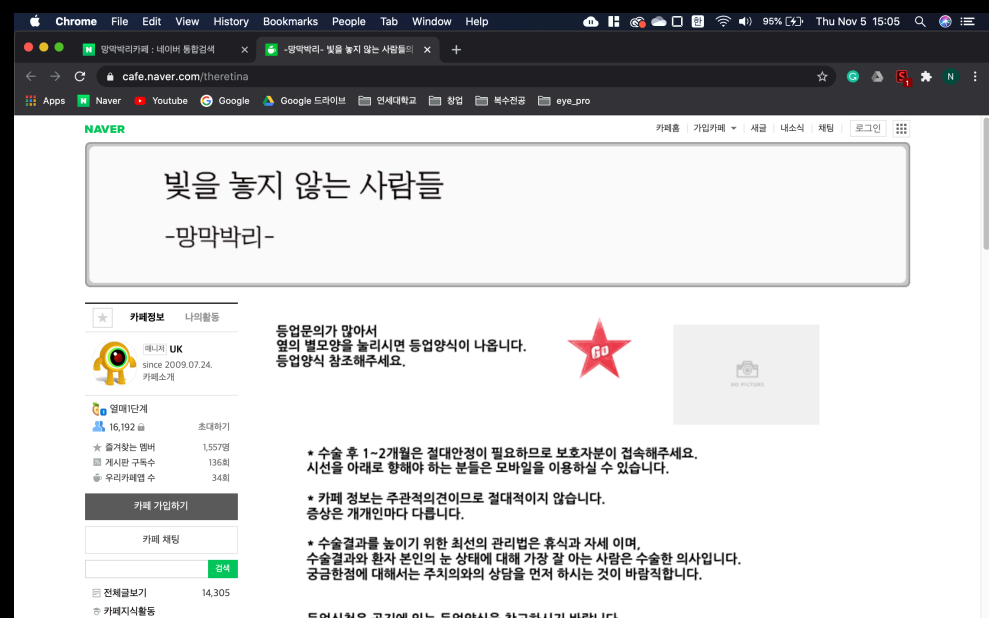 Chrome File Edit View History Bookmarks People Tab Window Help 한 95% Thu Nov 5 15:05
망막박리카페 : 네이버 통합검색 -망막박리- 빛을 놓지 않는 사람들의
cafe.naver.com/theretina
Apps Naver Youtube Google Google 드라이브 연세대학교 창업 복수전공 eye_pro
NAVER 카페홈 가입카페 새글 내소식 채팅 로그인
빛을 놓지 않는 사람들
-망막박리-
카페정보 나의활동
매니저 UK
since 2009.07.24.
카페소개
열매1단계
16,192 초대하기
즐겨찾는 멤버 1,557명
게시판 구독수 136회
우리카페앱 수 34회
카페 가입하기
카페 채팅
검색
전체글보기 14,305
카페지식활동
등업문의가 많아서
옆의 별모양을 눌리시면 등업양식이 나옵니다.
등업양식 참조해주세요.
Go
NO PICTURE
* 수술 후 1~2개월은 절대안정이 필요하므로 보호자분이 접속해주세요.
시선을 아래로 향해야 하는 분들은 모바일을 이용하실 수 있습니다.
* 카페 정보는 주관적의견이므로 절대적이지 않습니다.
증상은 개개인마다 다릅니다.
* 수술결과를 높이기 위한 최선의 관리법은 휴식과 자세 이며,
수술결과와 환자 본인의 눈 상태에 대해 가장 잘 아는 사람은 수술한 의사입니다.
궁금한점에 대해서는 주치의와의 상담을 먼저 하시는 것이 바람직합니다.